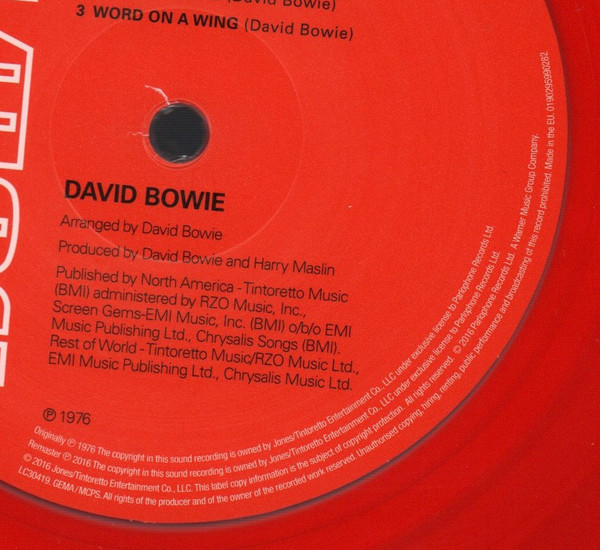 (David Bowie)
3 WORD ON A WING (David Bowie)
DAVID BOWIE
Arranged by David Bowie
Produced by David Bowie and Harry Maslin
Published by North America - Tintoretto Music
(BMI) administered by RZO Music, Inc.,
Screen Gems-EMI Music, Inc. (BMI) o/b/o EMI
Music Publishing Ltd., Chrysalis Songs (BMI).
Rest of World - Tintoretto Music/RZO Music Ltd.,
EMI Music Publishing Ltd., Chrysalis Music Ltd.
℗ 1976
Originally ℗ 1976 The copyright in this sound recording is owned by Jones/Tintoretto Entertainment Co., LLC under exclusive license to Parlophone Records Ltd.
Remaster ℗ 2016 The copyright in this sound recording is owned by Jones/Tintoretto Entertainment Co., LLC under exclusive license to Parlophone Records Ltd.
© 2016 Jones/Tintoretto Entertainment Co., LLC. This label copy information is the subject of copyright protection. All rights reserved. © 2016 Parlophone Records Ltd. A Warner Music Group Company.
LC30419. GEMA/MCPS. All rights of the producer and of the owner of the recorded work reserved. Unauthorised copying, hiring, renting, public performance and broadcasting of this record prohibited. Made in the EU. 0190295990282